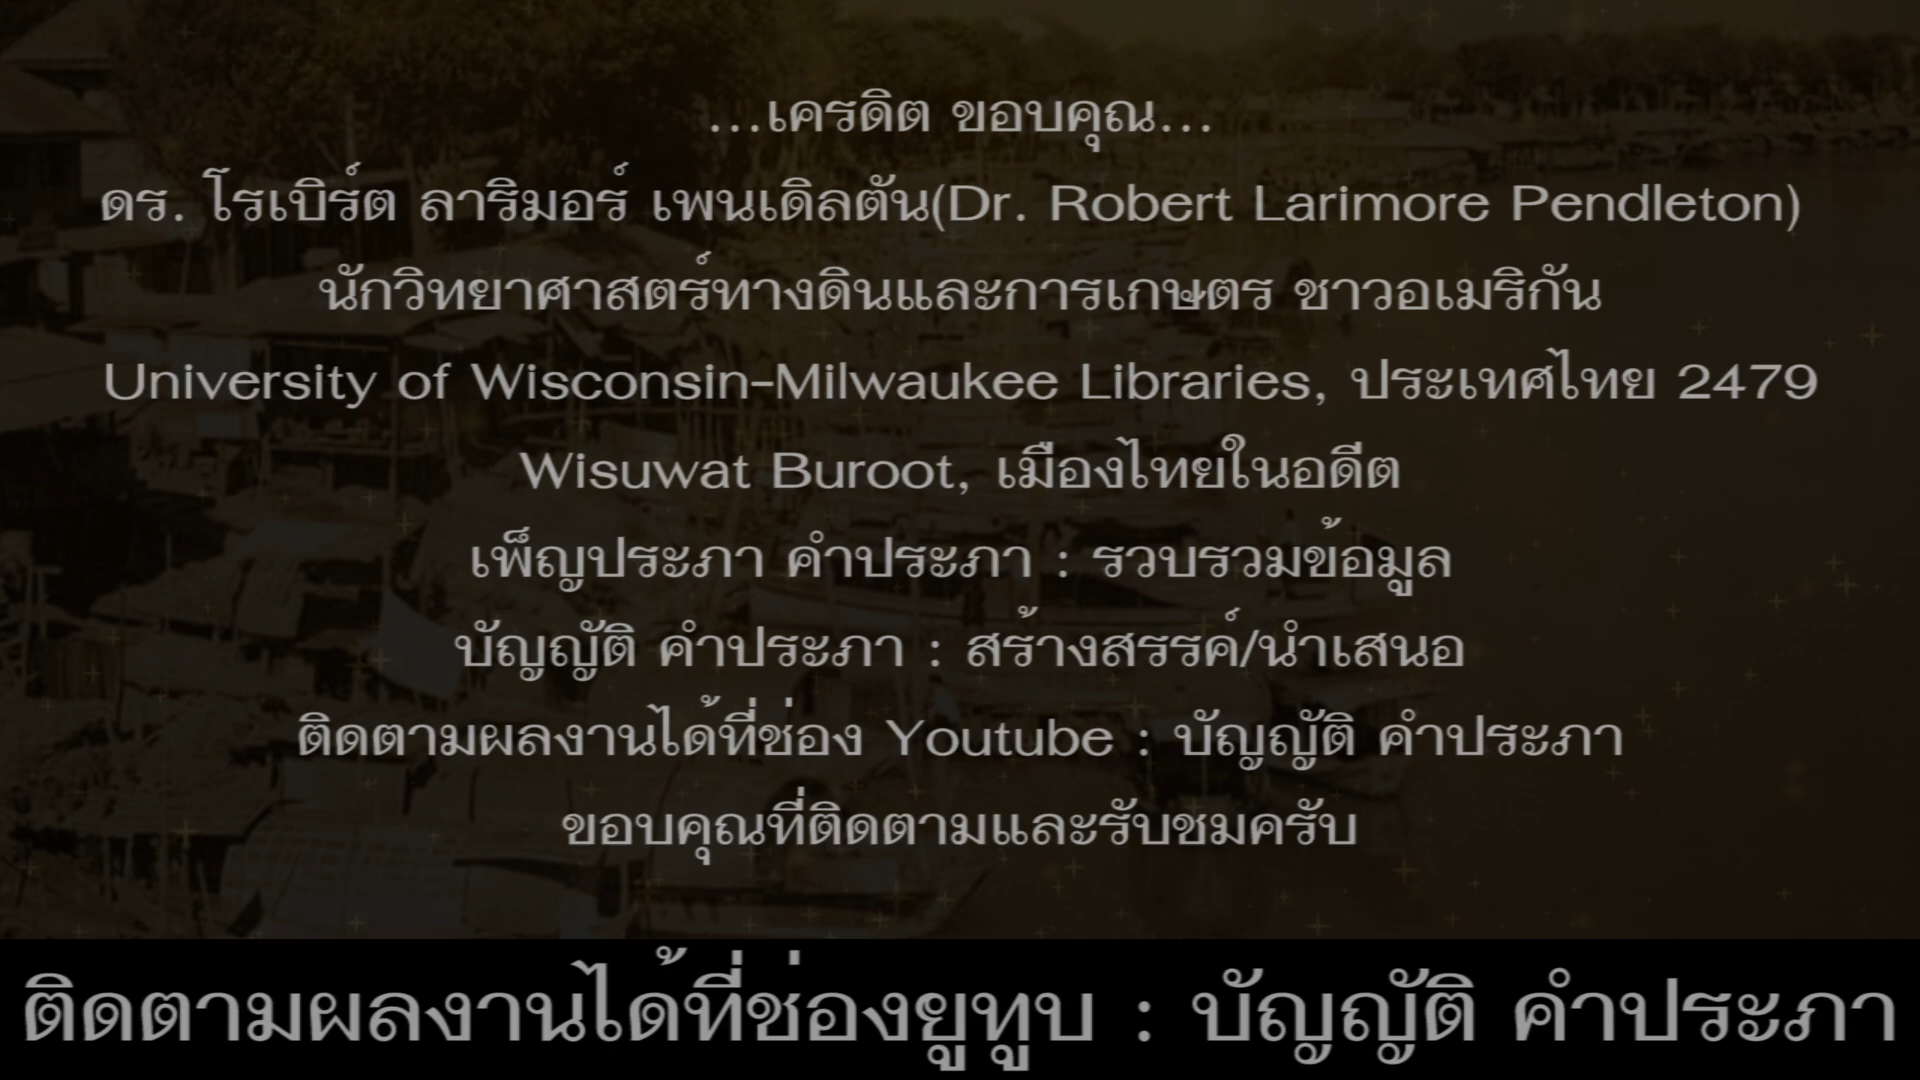 ...เครดิต ขอบคุณ...
ดร. โรเบิร์ต ลาริมอร์ เพนเดิลตัน(Dr. Robert Larimore Pendleton)
นักวิทยาศาสตร์ทางดินและการเกษตร ชาวอเมริกัน
University of Wisconsin-Milwaukee Libraries, ประเทศไทย 2479
Wisuwat Buroot, เมืองไทยในอดีต
เพ็ญประภา คำประภา : รวบรวมข้อมูล
บัญญัติ คำประภา : สร้างสรรค์/นำเสนอ
ติดตามผลงานได้ที่ช่อง Youtube : บัญญัติ คำประภา
ขอบคุณที่ติดตามและรับชมครับ
ติดตามผลงานได้ที่ช่องยูทูบ : บัญญัติ คำประภา